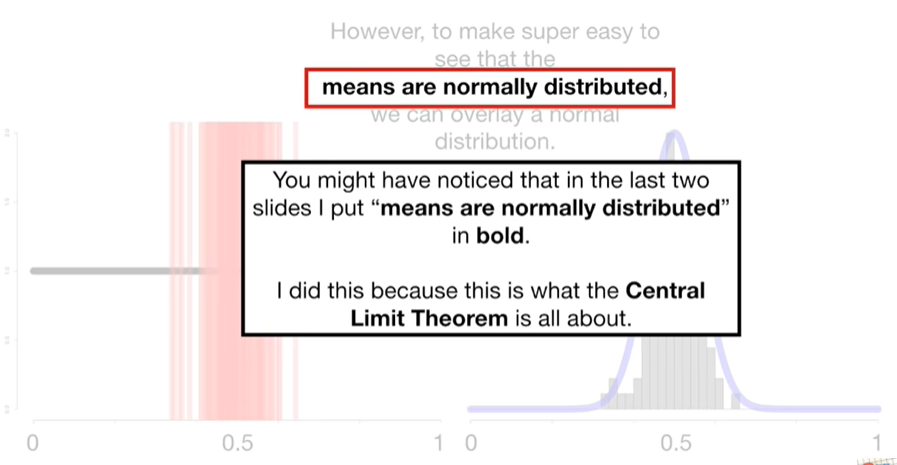 However, to make super easy to
see that the
means are normally distributed,
we can overlay a normal
distribution.
You might have noticed that in the last two
slides I put “means are normally distributed”
in bold.
I did this because this is what the Central
Limit Theorem is all about.
0
0.5
1
0
0.5
1